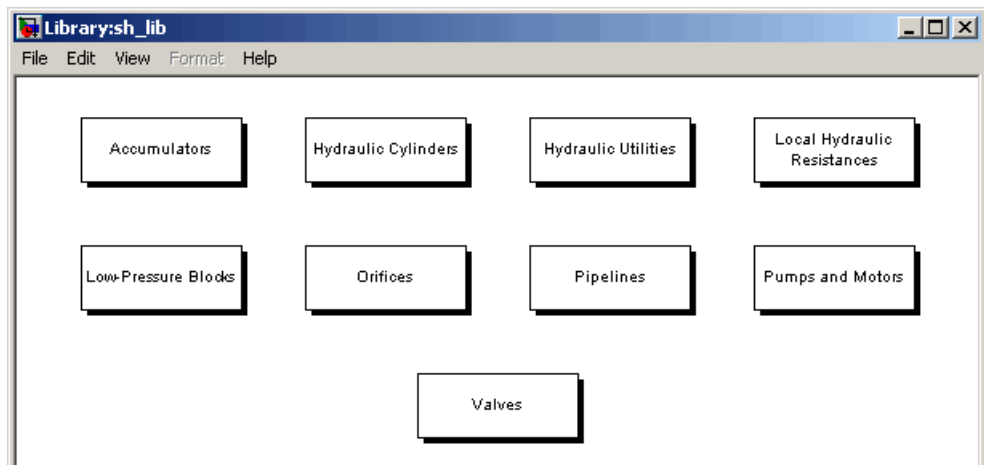 Library:sh_lib
File Edit View Format Help
Accumulators
Hydraulic Cylinders
Hydraulic Utilities
Local Hydraulic
Resistances
Low-Pressure Blocks
Orifices
Pipelines
Pumps and Motors
Valves